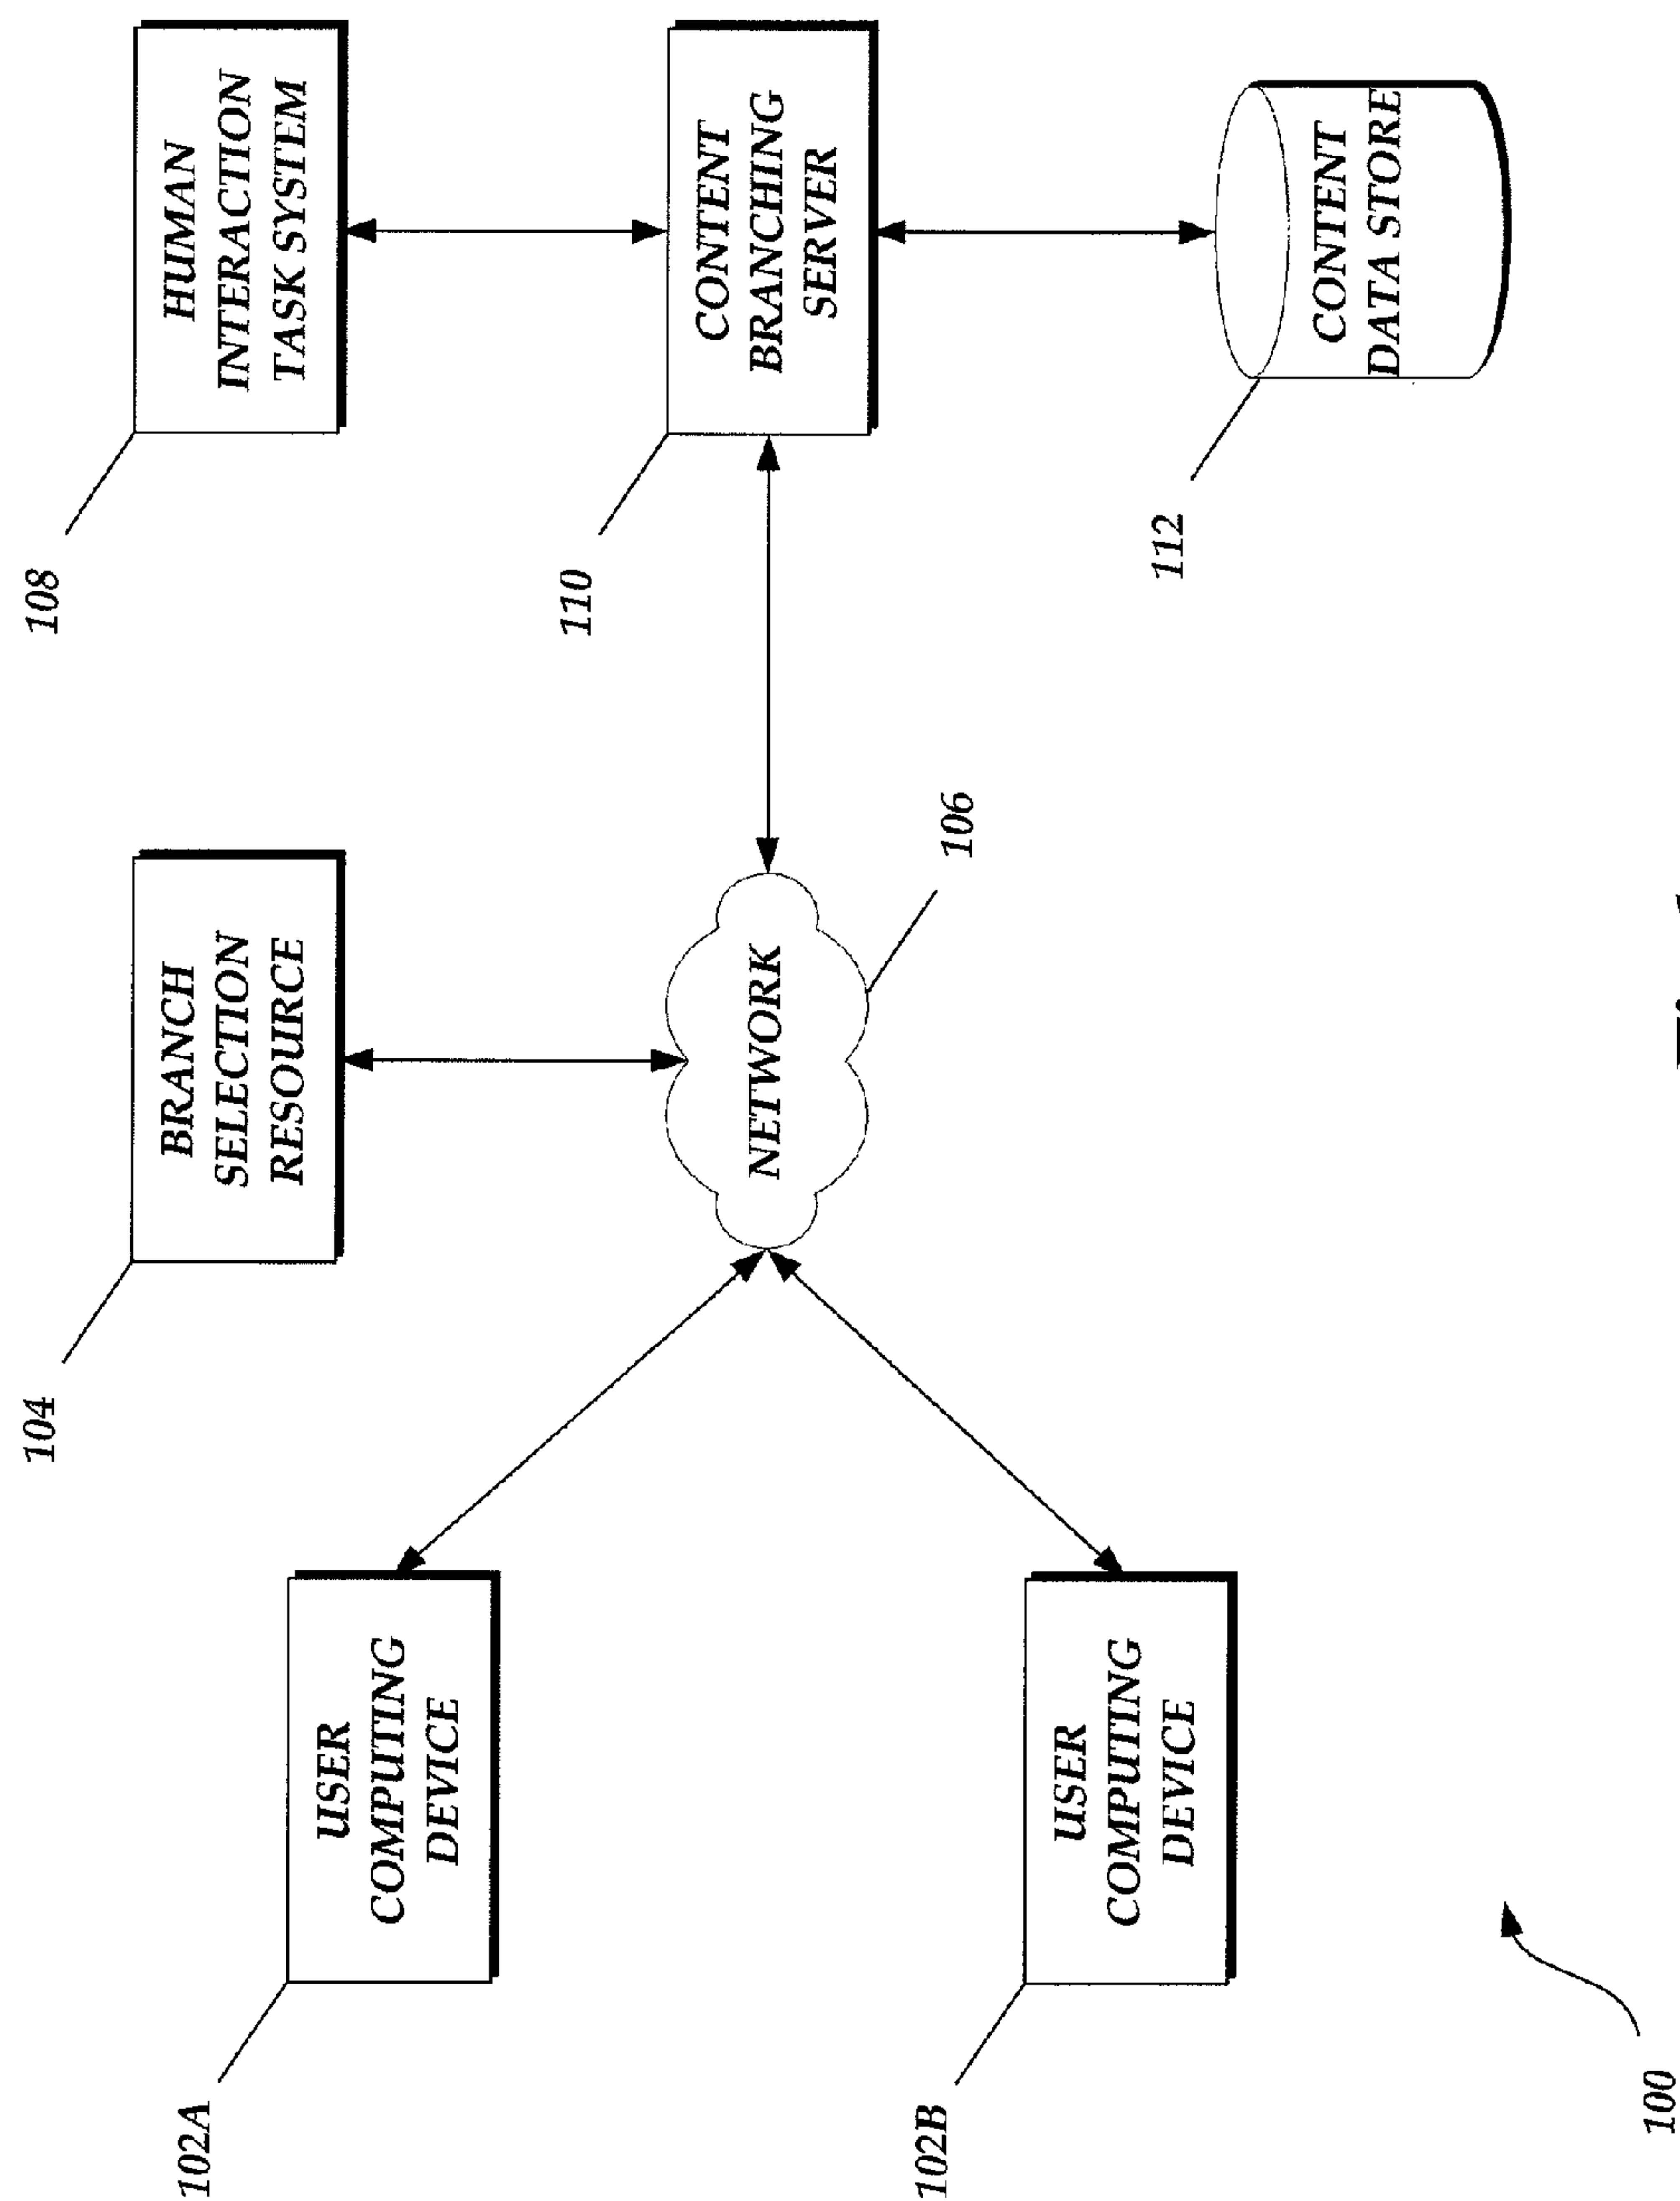 108
HUMAN
INTERACTION
TASK SYSTEM
104
BRANCH
SELECTION
RESOURCE
110
CONTENT
BRANCHING
SERVER
102A
USER
COMPUTING
DEVICE
NETWORK
106
102B
USER
COMPUTING
DEVICE
112
CONTENT
DATA STORE
100